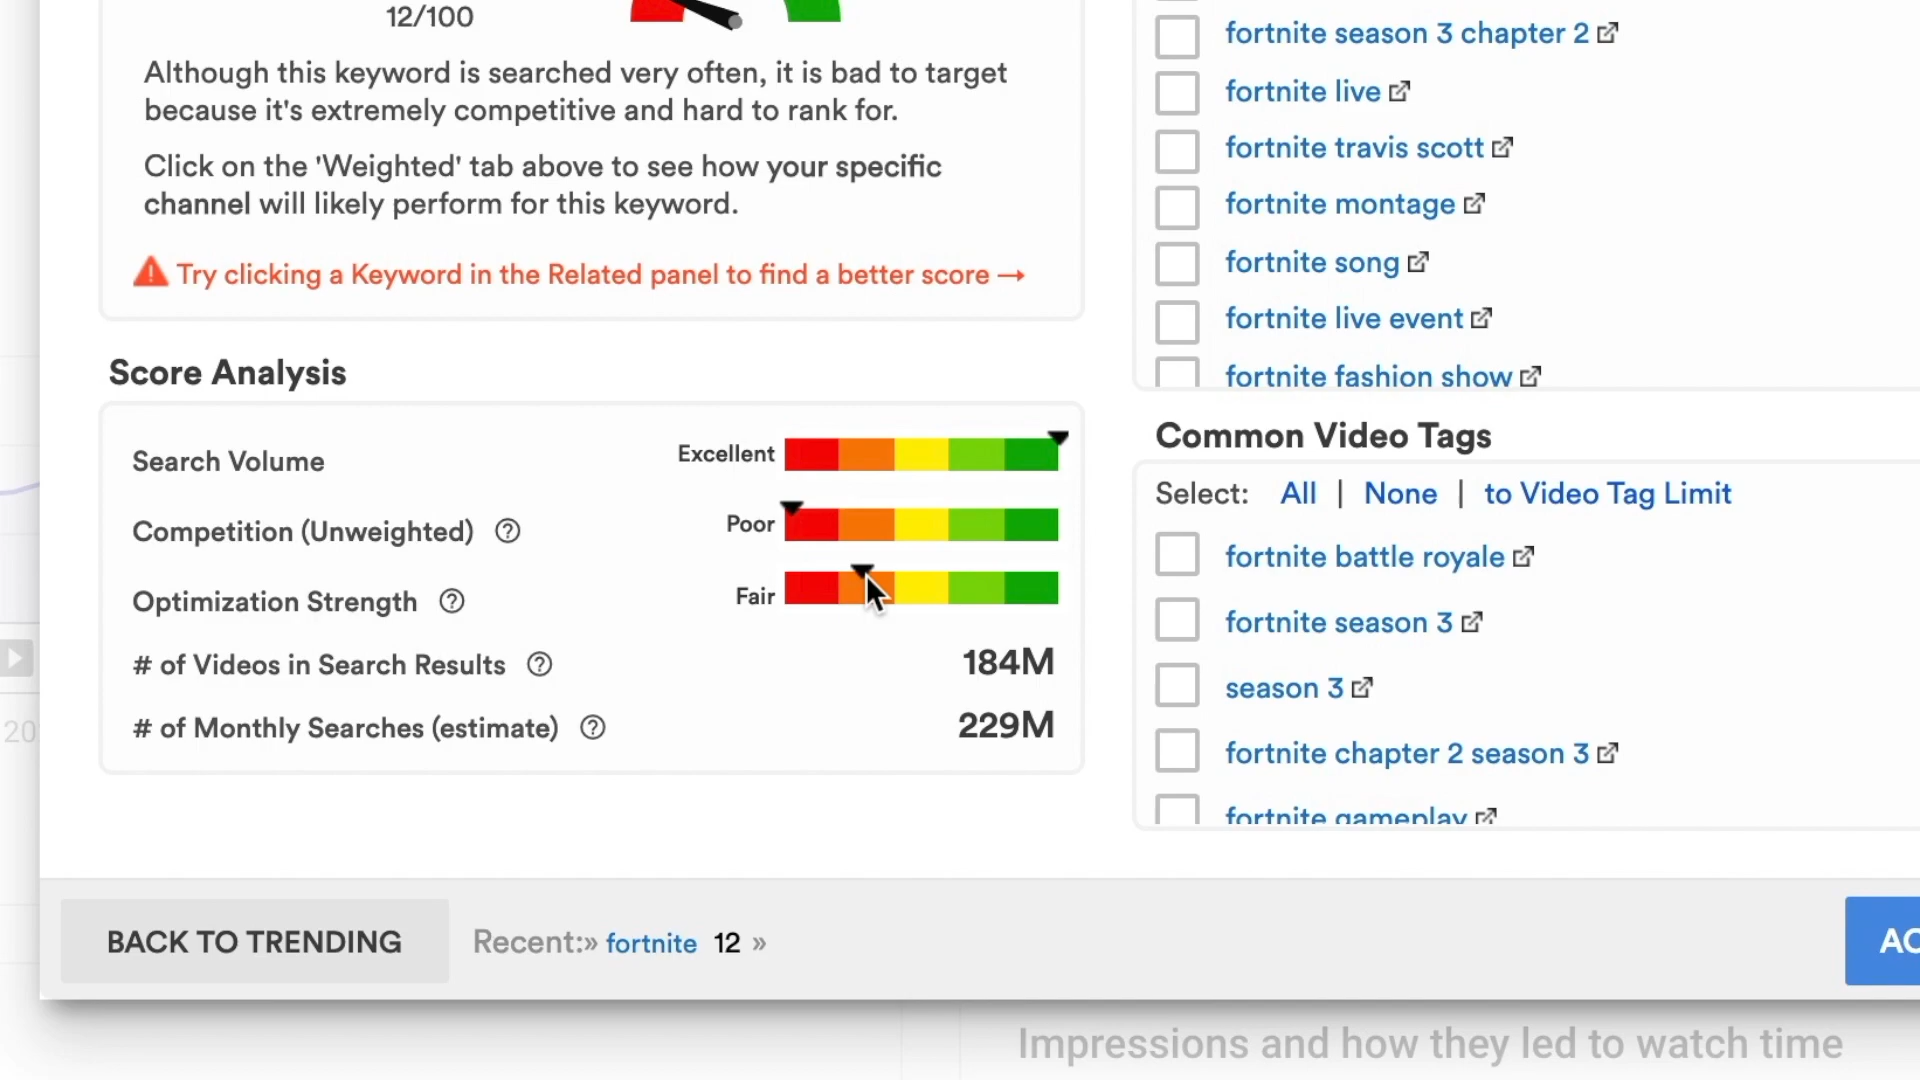 12/100
Although this keyword is searched very often, it is bad to target
because it's extremely competitive and hard to rank for.
Click on the 'Weighted' tab above to see how your specific
channel will likely perform for this keyword.
Try clicking a Keyword in the Related panel to find a better score →
Score Analysis
Search Volume Excellent
Competition (Unweighted) ? Poor
Optimization Strength ? Fair
# of Videos in Search Results ? 184M
# of Monthly Searches (estimate) ? 229M
fortnite season 3 chapter 2
fortnite live
fortnite travis scott
fortnite montage
fortnite song
fortnite live event
fortnite fashion show
Common Video Tags
Select: All | None | to Video Tag Limit
fortnite battle royale
fortnite season 3
season 3
fortnite chapter 2 season 3
fortnite gameplay
20
BACK TO TRENDING
Recent:» fortnite 12 »
Impressions and how they led to watch time